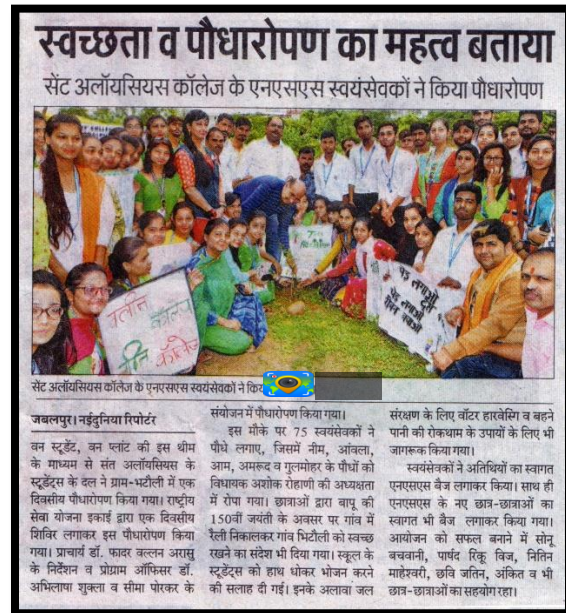 स्वच्छता व पौधारोपण का महत्व बताया
सेंट अलॉयसियस कॉलेज के एनएसएस स्वयंसेवकों ने किया पौधारोपण
क्लीन
कॉलेज
ग्रीन कॉलेज
पेड़ लगाओ
पेड़ लगाओ
जीवन बचाओ
सेंट अलॉयसियस कॉलेज के एनएसएस स्वयंसेवकों ने
जबलपुर। नईदुनिया रिपोर्टर
वन स्टूडेंट, वन प्लांट की इस थीम
के माध्यम से संत अलॉयसियस के
स्टूडेंट्स के दल ने ग्राम-भटौली में एक
दिवसीय पौधारोपण किया गया। राष्ट्रीय
सेवा योजना इकाई द्वारा एक दिवसीय
शिविर लगाकर इस पौधारोपण किया
गया। प्राचार्य डॉ. फादर वल्लन अरासु
के निर्देशन व प्रोग्राम ऑफिसर डॉ.
अभिलाषा शुक्ला व सीमा पोरकर के
संयोजन में पौधारोपण किया गया।
इस मौके पर 75 स्वयंसेवकों ने
पौधे लगाए, जिसमें नीम, आंवला,
आम, अमरूद व गुलमोहर के पौधों को
विधायक अशोक रोहाणी की अध्यक्षता
में रोपा गया। छात्राओं द्वारा बापू की
150वीं जयंती के अवसर पर गांव में
रैली निकालकर गांव भिटौली को स्वच्छ
रखने का संदेश भी दिया गया। स्कूल के
स्टूडेंट्स को हाथ धोकर भोजन करने
की सलाह दी गई। इनके अलावा जल
संरक्षण के लिए वॉटर हारवेस्गि व बहने
पानी की रोकथाम के उपायों के लिए भी
जागरूक किया गया।
स्वयंसेवकों ने अतिथियों का स्वागत
एनएसएस बैज लगाकर किया। साथ ही
एनएसएस के नए छात्र-छात्राओं का
स्वागत भी बैज लगाकर किया गया।
आयोजन को सफल बनाने में सोनू
बचवानी, पार्षद रिकू विज, नितिन
माहेश्वरी, छवि जतिन, अंकित व भी
छात्र-छात्राओं का सहयोग रहा।